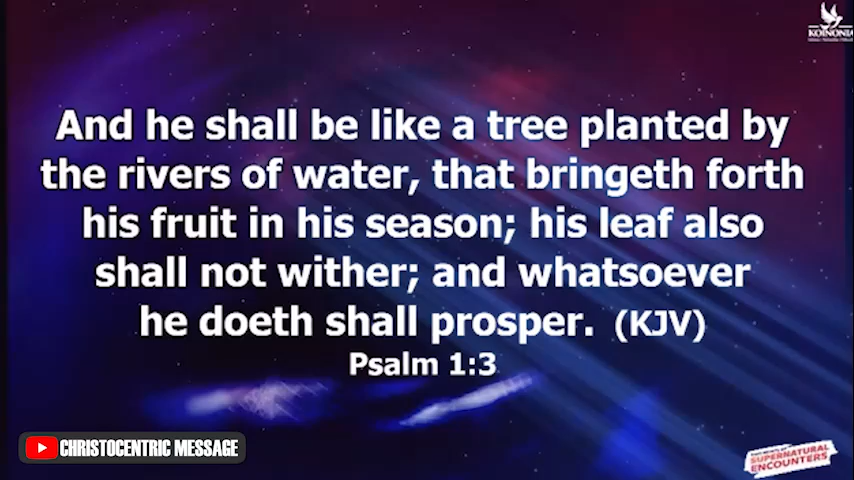 KOINONIA
And he shall be like a tree planted by
the rivers of water, that bringeth forth
his fruit in his season; his leaf also
shall not wither; and whatsoever
he doeth shall prosper. (KJV)
Psalm 1:3
CHRISTOCENTRIC MESSAGE
SUPERNATURAL
ENCOUNTERS